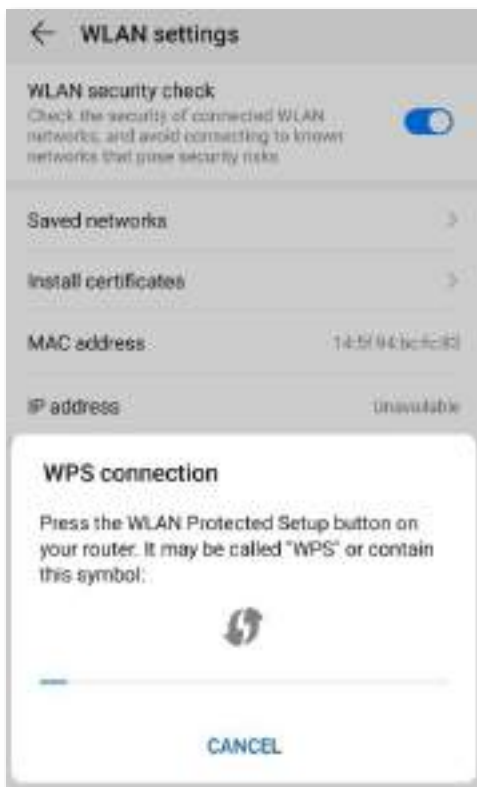 WLAN settings
WLAN security check
Check the security of connected WLAN
networks, and avoid connecting to known
networks that pose security risks
Saved networks
Install certificates
MAC address
IP address
Unavailable
WPS connection
Press the WLAN Protected Setup button on
your router. It may be called "WPS" or contain
this symbol:
CANCEL